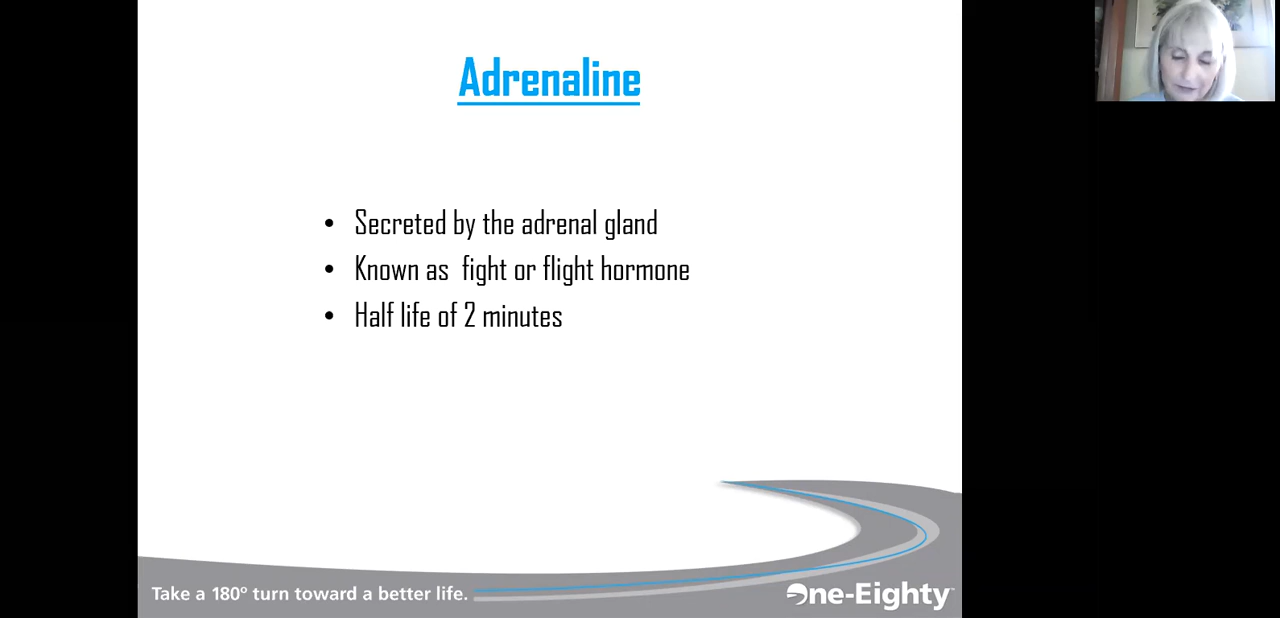 Adrenaline
• Secreted by the adrenal gland
• Known as  fight or flight hormone
• Half life of 2 minutes
Take a 180° turn toward a better life.
One-Eighty™